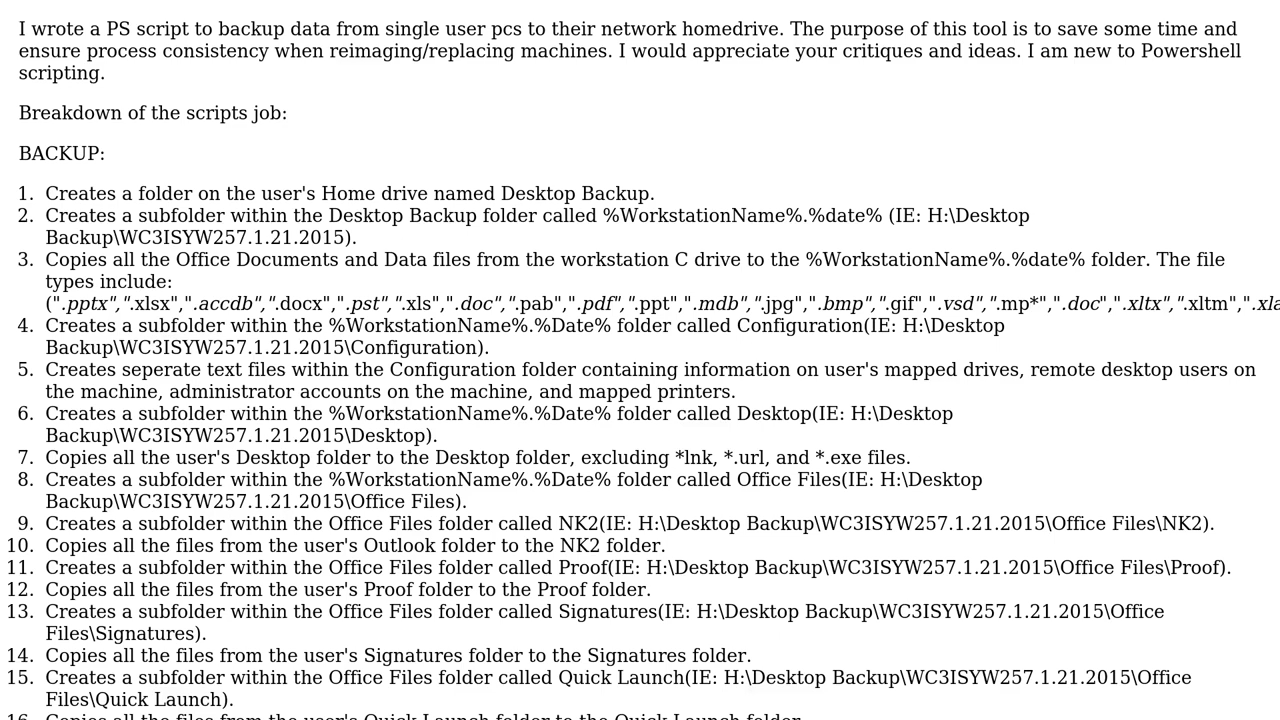 I wrote a PS script to backup data from single user pcs to their network homedrive. The purpose of this tool is to save some time and
ensure process consistency when reimaging/replacing machines. I would appreciate your critiques and ideas. I am new to Powershell
scripting.
Breakdown of the scripts job:
BACKUP:
1. Creates a folder on the user's Home drive named Desktop Backup.
2. Creates a subfolder within the Desktop Backup folder called %WorkstationName%.%date% (IE: H:\Desktop
Backup\WC3ISYW257.1.21.2015).
3. Copies all the Office Documents and Data files from the workstation C drive to the %WorkstationName%.%date% folder. The file
types include:
(".pptx",".xlsx",".accdb",".docx",".pst",".xls",".doc",".pab",".pdf",".ppt",".mdb",".jpg",".bmp",".gif",".vsd",".mp*",".doc",".xltx",".xltm",".xla
4. Creates a subfolder within the %WorkstationName%.%Date% folder called Configuration(IE: H:\Desktop
Backup\WC3ISYW257.1.21.2015\Configuration).
5. Creates seperate text files within the Configuration folder containing information on user's mapped drives, remote desktop users on
the machine, administrator accounts on the machine, and mapped printers.
6. Creates a subfolder within the %WorkstationName%.%Date% folder called Desktop(IE: H:\Desktop
Backup\WC3ISYW257.1.21.2015\Desktop).
7. Copies all the user's Desktop folder to the Desktop folder, excluding *lnk, *.url, and *.exe files.
8. Creates a subfolder within the %WorkstationName%.%Date% folder called Office Files(IE: H:\Desktop
Backup\WC3ISYW257.1.21.2015\Office Files).
9. Creates a subfolder within the Office Files folder called NK2(IE: H:\Desktop Backup\WC3ISYW257.1.21.2015\Office Files\NK2).
10. Copies all the files from the user's Outlook folder to the NK2 folder.
11. Creates a subfolder within the Office Files folder called Proof(IE: H:\Desktop Backup\WC3ISYW257.1.21.2015\Office Files\Proof).
12. Copies all the files from the user's Proof folder to the Proof folder.
13. Creates a subfolder within the Office Files folder called Signatures(IE: H:\Desktop Backup\WC3ISYW257.1.21.2015\Office
Files\Signatures).
14. Copies all the files from the user's Signatures folder to the Signatures folder.
15. Creates a subfolder within the Office Files folder called Quick Launch(IE: H:\Desktop Backup\WC3ISYW257.1.21.2015\Office
Files\Quick Launch).
16. Copies all the files from the user's Quick Launch folder to the Quick Launch folder.